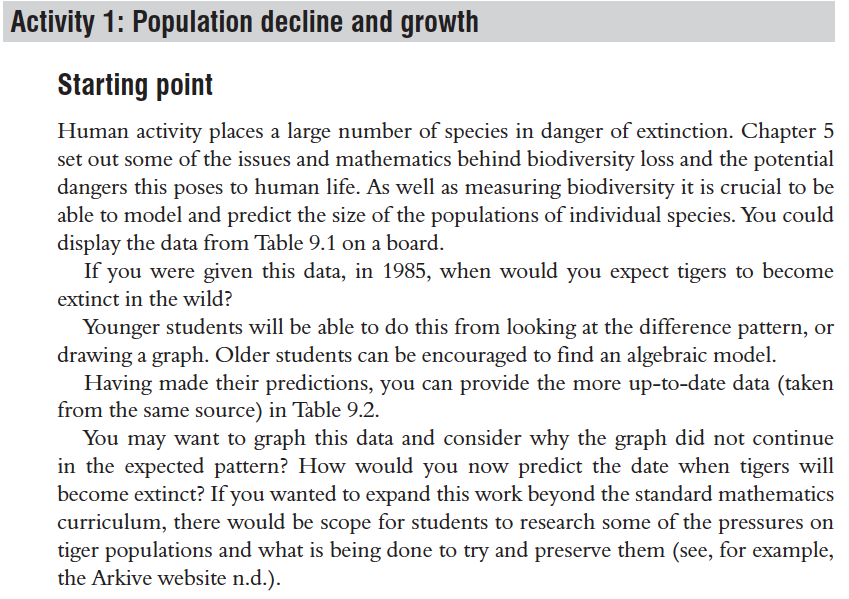 Activity 1: Population decline and growth
Starting point
Human activity places a large number of species in danger of extinction. Chapter 5
set out some of the issues and mathematics behind biodiversity loss and the potential
dangers this poses to human life. As well as measuring biodiversity it is crucial to be
able to model and predict the size of the populations of individual species. You could
display the data from Table 9.1 on a board.
If you were given this data, in 1985, when would you expect tigers to become
extinct in the wild?
Younger students will be able to do this from looking at the difference pattern, or
drawing a graph. Older students can be encouraged to find an algebraic model.
Having made their predictions, you can provide the more up-to-date data (taken
from the same source) in Table 9.2.
You may want to graph this data and consider why the graph did not continue
in the expected pattern? How would you now predict the date when tigers will
become extinct? If you wanted to expand this work beyond the standard mathematics
curriculum, there would be scope for students to research some of the pressures on
tiger populations and what is being done to try and preserve them (see, for example,
the Arkive website n.d.).